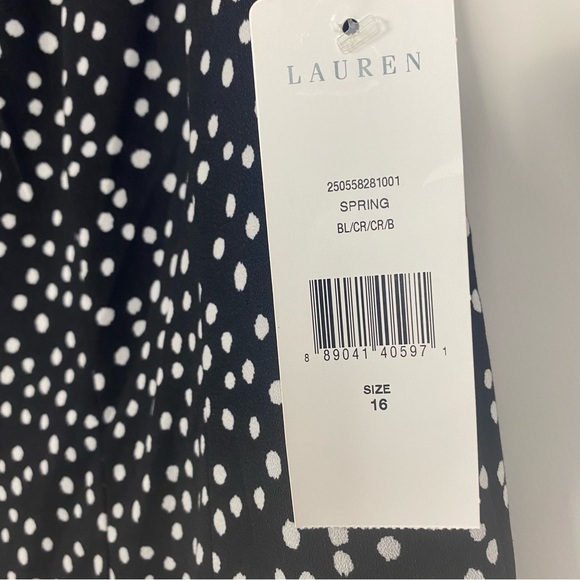 LAUREN
250558281001
SPRING
BL/CR/CR/B
8 89041 40597 1
SIZE
16